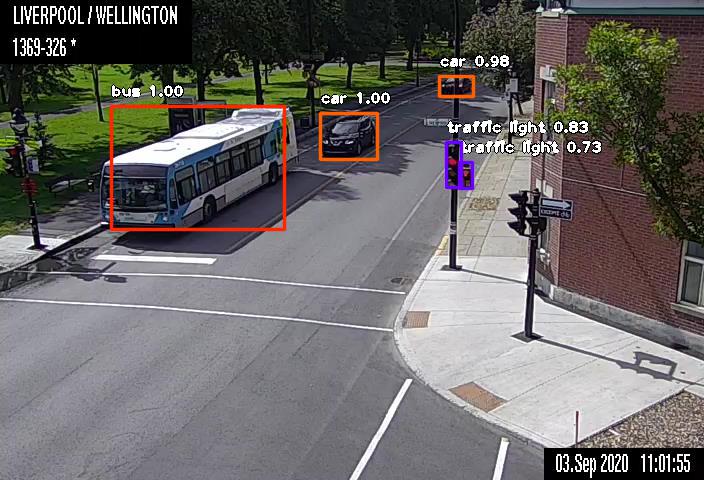 LIVERPOOL / WELLINGTON
1369-326 *
car 0.98
bus 1.00
car 1.00
traffic light 0.83
traffic light 0.73
03.Sep 2020 11:01:55